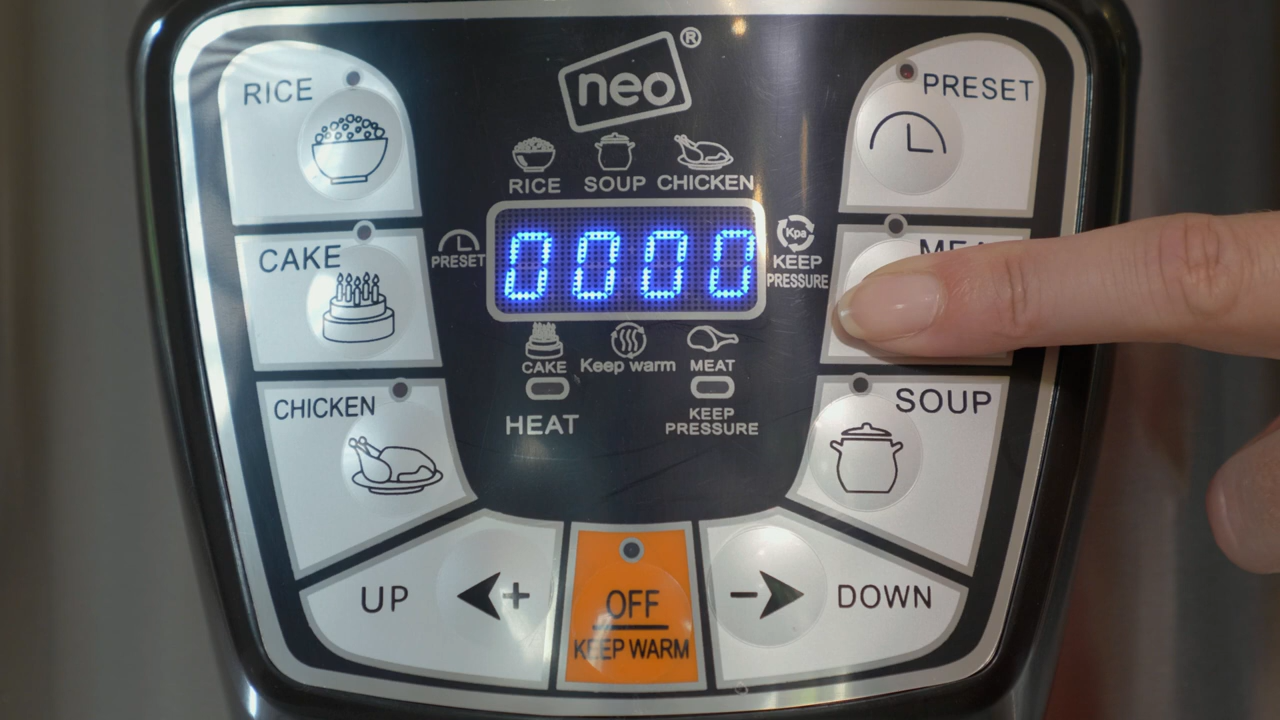 neo®
RICE
PRESET
RICE SOUP CHICKEN
CAKE
PRESET
0000
Kpa
KEEP
PRESSURE
CAKE Keep warm MEAT
HEAT
KEEP
PRESSURE
CHICKEN
SOUP
UP
+
OFF
KEEP WARM
-
DOWN